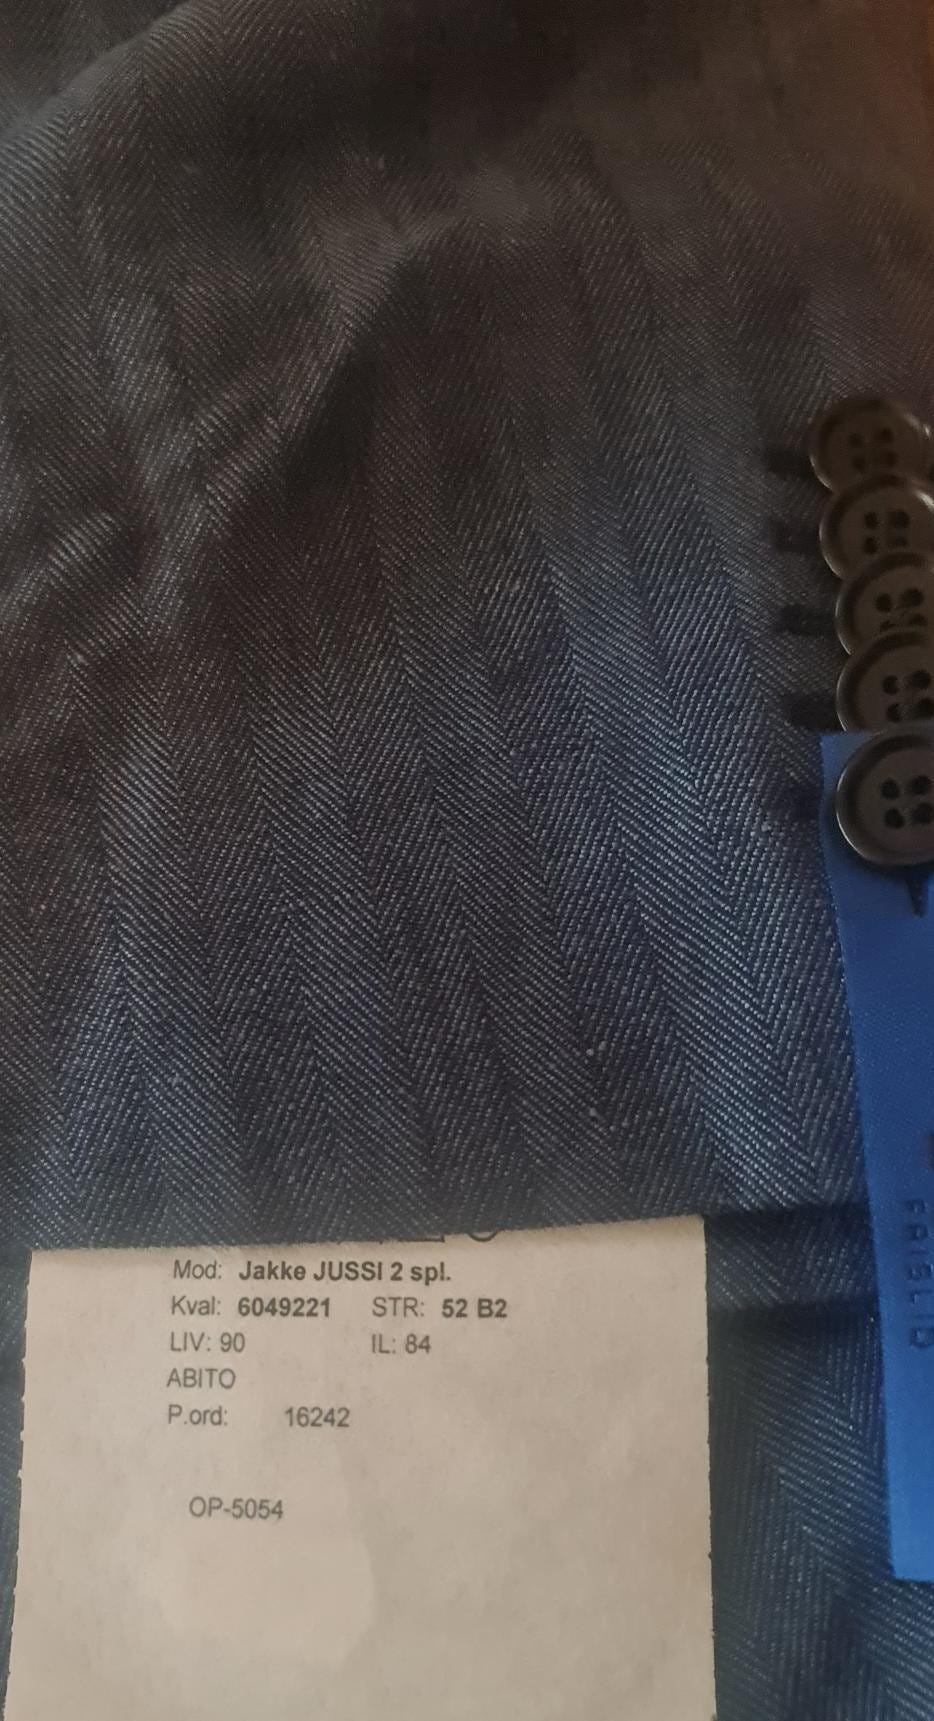 Mod: Jakke JUSSI 2 spl.
Kval: 6049221 STR: 52 B2
LIV: 90 IL: 84
ABITO
P.ord: 16242
OP-5054